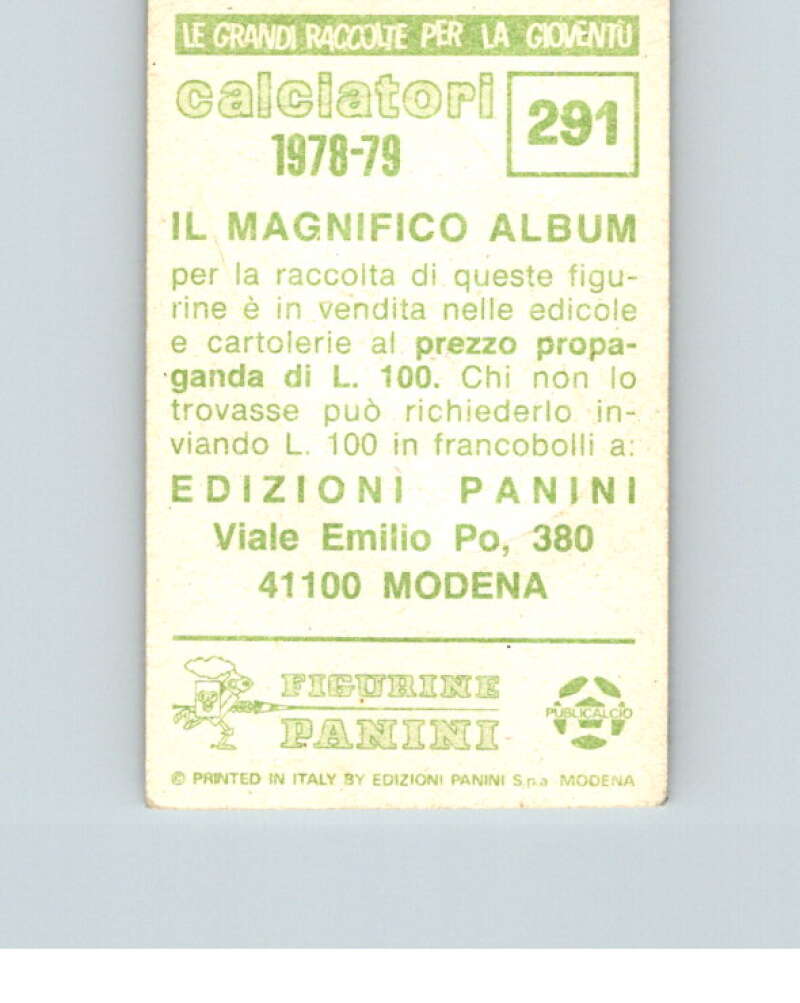 LE GRANDI RACCOLTE PER LA GIOVENTÙ
calciatori
1978-79
291
IL MAGNIFICO ALBUM
per la raccolta di queste figu-
rine è in vendita nelle edicole
e cartolerie al prezzo propa-
ganda di L. 100. Chi non lo
trovasse può richiederlo in-
viando L. 100 in francobolli a:
EDIZIONI PANINI
Viale Emilio Po, 380
41100 MODENA
FIGURINE
PANINI
PUBLICALCIO
© PRINTED IN ITALY BY EDIZIONI PANINI S.p.a MODENA